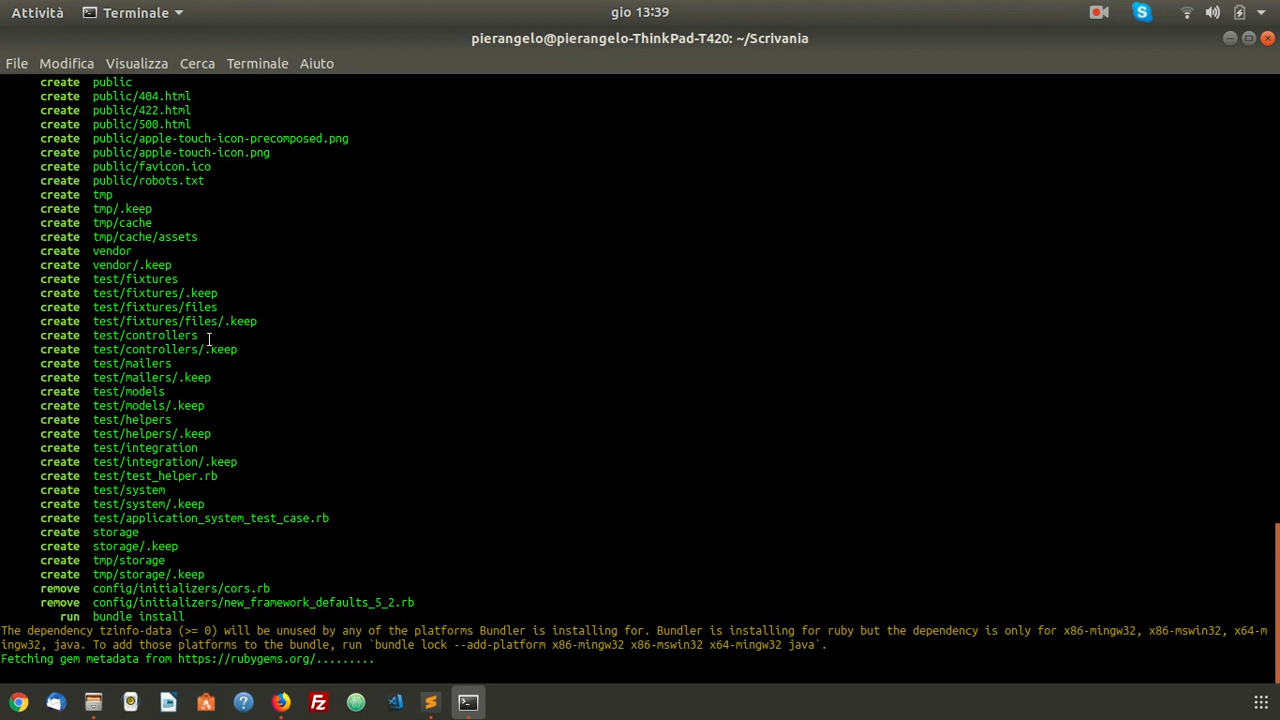 Attività Terminale gio 13:39
pierangelo@pierangelo-ThinkPad-T420: ~/Scrivania
File Modifica Visualizza Cerca Terminale Aiuto
create public
create public/404.html
create public/422.html
create public/500.html
create public/apple-touch-icon-precomposed.png
create public/apple-touch-icon.png
create public/favicon.ico
create public/robots.txt
create tmp
create tmp/.keep
create tmp/cache
create tmp/cache/assets
create vendor
create vendor/.keep
create test/fixtures
create test/fixtures/.keep
create test/fixtures/files
create test/fixtures/files/.keep
create test/controllers
create test/controllers/.keep
create test/mailers
create test/mailers/.keep
create test/models
create test/models/.keep
create test/helpers
create test/helpers/.keep
create test/integration
create test/integration/.keep
create test/test_helper.rb
create test/system
create test/system/.keep
create test/application_system_test_case.rb
create storage
create storage/.keep
create tmp/storage
create tmp/storage/.keep
remove config/initializers/cors.rb
remove config/initializers/new_framework_defaults_5_2.rb
run bundle install
The dependency tzinfo-data (>= 0) will be unused by any of the platforms Bundler is installing for. Bundler is installing for ruby but the dependency is only for x86-mingw32, x86-mswin32, x64-m
ingw32, java. To add those platforms to the bundle, run `bundle lock --add-platform x86-mingw32 x86-mswin32 x64-mingw32 java`.
Fetching gem metadata from https://rubygems.org/.........